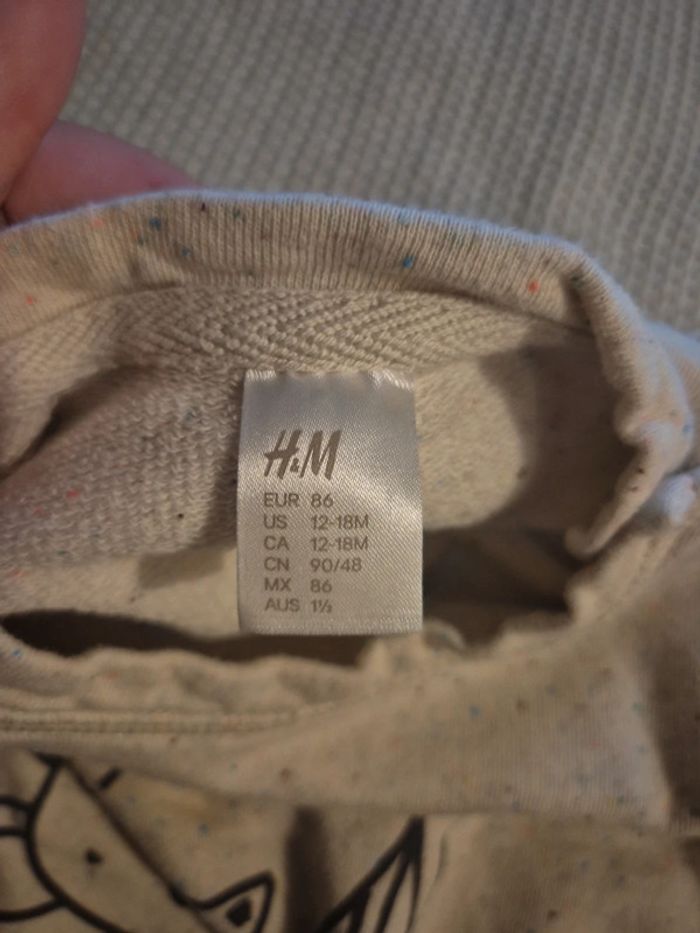 H&M
EUR 86
US 12-18M
CA 12-18M
CN 90/48
MX 86
AUS 1½